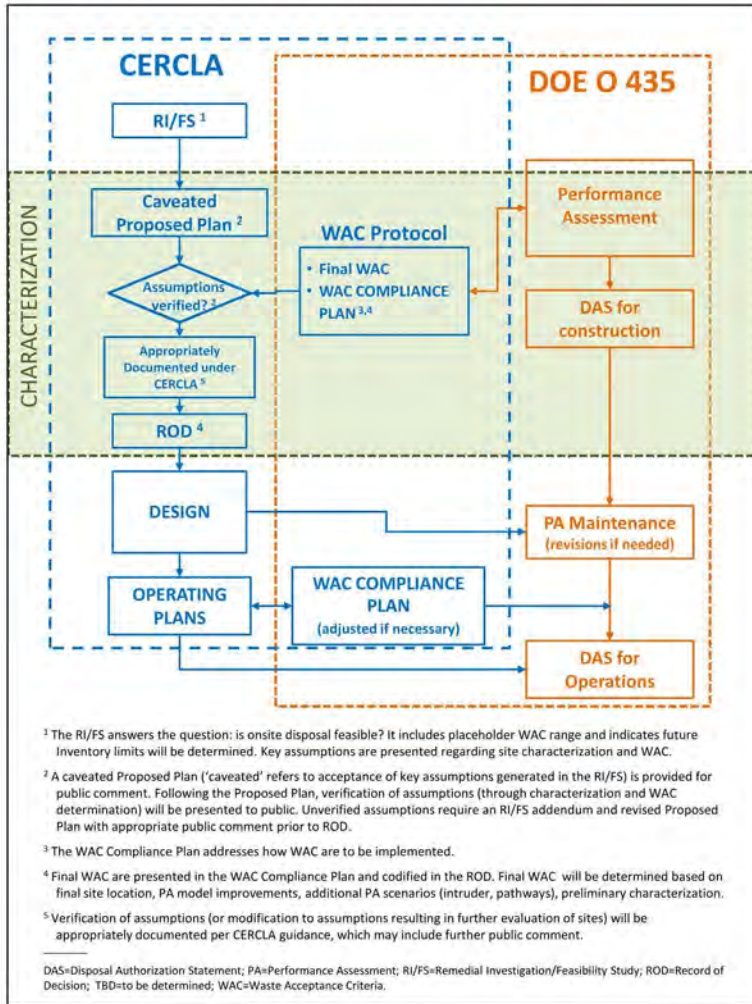 CERCLA
DOE O 435
RI/FS 1
CHARACTERIZATION
Caveated
Proposed Plan 2
Performance
Assessment
WAC Protocol
• Final WAC
• WAC COMPLIANCE
PLAN 3,4
Assumptions
verified? 2
DAS for
construction
Appropriately
Documented under
CERCLA 5
ROD 4
DESIGN
PA Maintenance
(revisions if needed)
OPERATING
PLANS
WAC COMPLIANCE
PLAN
(adjusted if necessary)
DAS for
Operations
1 The RI/FS answers the question: is onsite disposal feasible? It includes placeholder WAC range and indicates future
Inventory limits will be determined. Key assumptions are presented regarding site characterization and WAC.
2 A caveated Proposed Plan ('caveated' refers to acceptance of key assumptions generated in the RI/FS) is provided for
public comment. Following the Proposed Plan, verification of assumptions (through characterization and WAC
determination) will be presented to public. Unverified assumptions require an RI/FS addendum and revised Proposed
Plan with appropriate public comment prior to ROD.
3 The WAC Compliance Plan addresses how WAC are to be implemented.
4 Final WAC are presented in the WAC Compliance Plan and codified in the ROD. Final WAC will be determined based on
final site location, PA model improvements, additional PA scenarios (intruder, pathways), preliminary characterization.
5 Verification of assumptions (or modification to assumptions resulting in further evaluation of sites) will be
appropriately documented per CERCLA guidance, which may include further public comment.
DAS=Disposal Authorization Statement; PA=Performance Assessment; RI/FS=Remedial Investigation/Feasibility Study; ROD=Record of
Decision; TBD=to be determined; WAC=Waste Acceptance Criteria.